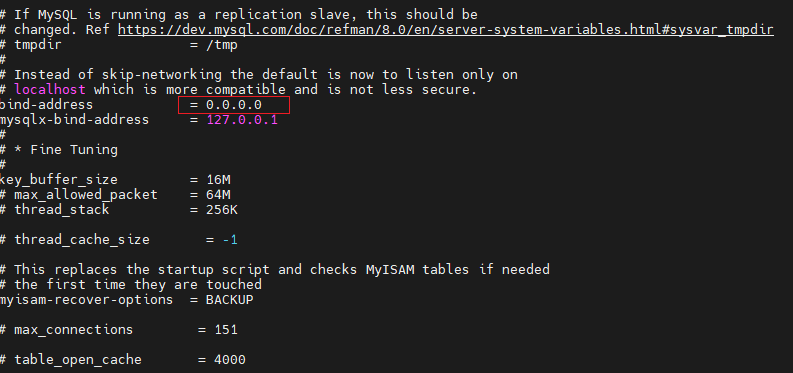 # If MySQL is running as a replication slave, this should be
# changed. Ref https://dev.mysql.com/doc/refman/8.0/en/server-system-variables.html#sysvar_tmpdir
# tmpdir = /tmp
#
# Instead of skip-networking the default is now to listen only on
# localhost which is more compatible and is not less secure.
bind-address = 0.0.0.0
mysqlx-bind-address = 127.0.0.1
#
# * Fine Tuning
#
key_buffer_size = 16M
# max_allowed_packet = 64M
# thread_stack = 256K
# thread_cache_size = -1
# This replaces the startup script and checks MyISAM tables if needed
# the first time they are touched
myisam-recover-options = BACKUP
# max_connections = 151
# table_open_cache = 4000